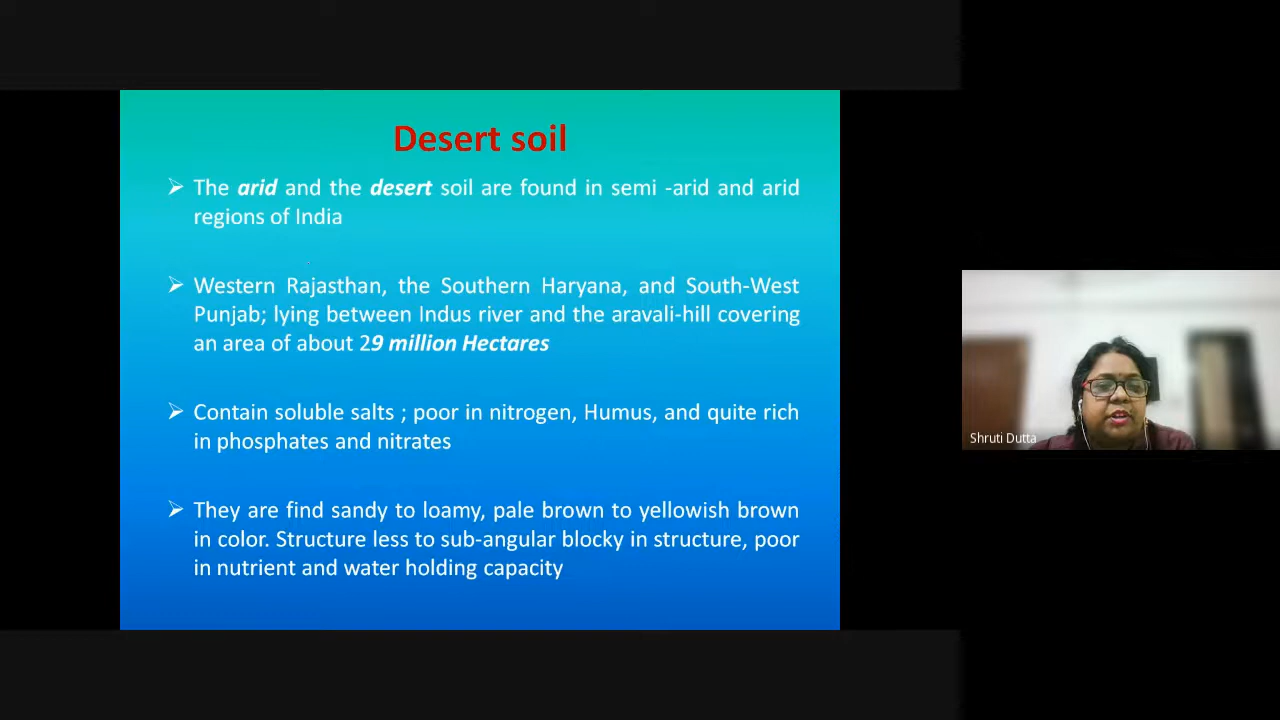 Desert soil
➢ The arid and the desert soil are found in semi -arid and arid
regions of India
➢ Western Rajasthan, the Southern Haryana, and South-West
Punjab; lying between Indus river and the aravali-hill covering
an area of about 29 million Hectares
➢ Contain soluble salts ; poor in nitrogen, Humus, and quite rich
in phosphates and nitrates
➢ They are find sandy to loamy, pale brown to yellowish brown
in color. Structure less to sub-angular blocky in structure, poor
in nutrient and water holding capacity
Shruti Dutta